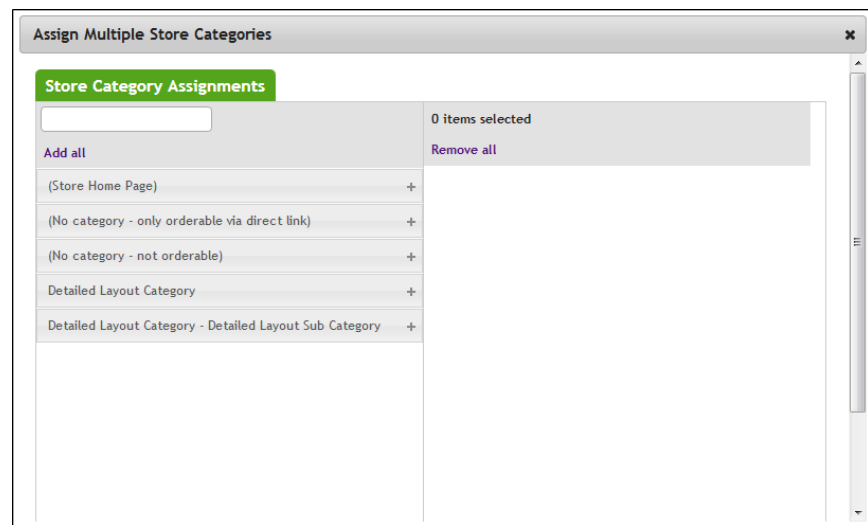 Assign Multiple Store Categories
Store Category Assignments
0 items selected
Add all
Remove all
(Store Home Page)
(No category - only orderable via direct link)
(No category - not orderable)
Detailed Layout Category
Detailed Layout Category - Detailed Layout Sub Category